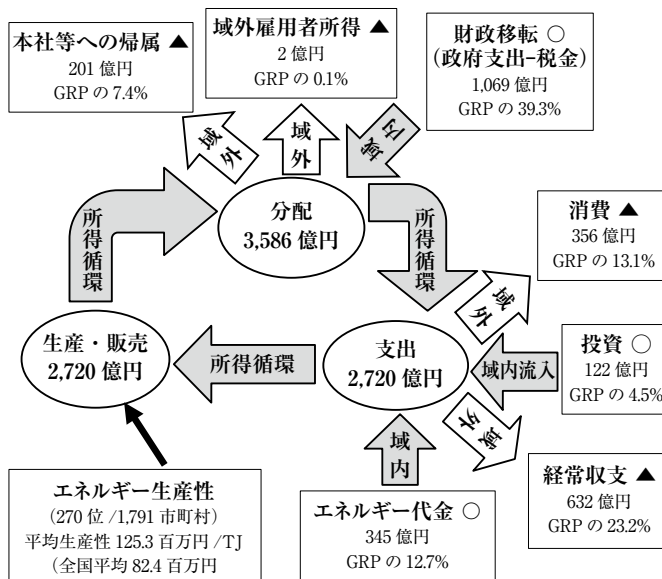 本社等への帰属 ▲
201 億円
GRP の 7.4%
域外雇用者所得 ▲
2 億円
GRP の 0.1%
財政移転 ○
(政府支出−税金)
1,069 億円
GRP の 39.3%
域外
域外
域内
分配
3,586 億円
所得循環
所得循環
消費 ▲
356 億円
GRP の 13.1%
域外
生産・販売
2,720 億円
所得循環
支出
2,720 億円
域内流入
投資 ○
122 億円
GRP の 4.5%
域外
域内
経常収支 ▲
632 億円
GRP の 23.2%
エネルギー生産性
(270 位 /1,791 市町村)
平均生産性 125.3 百万円 /TJ
(全国平均 82.4 百万円
エネルギー代金 ○
345 億円
GRP の 12.7%